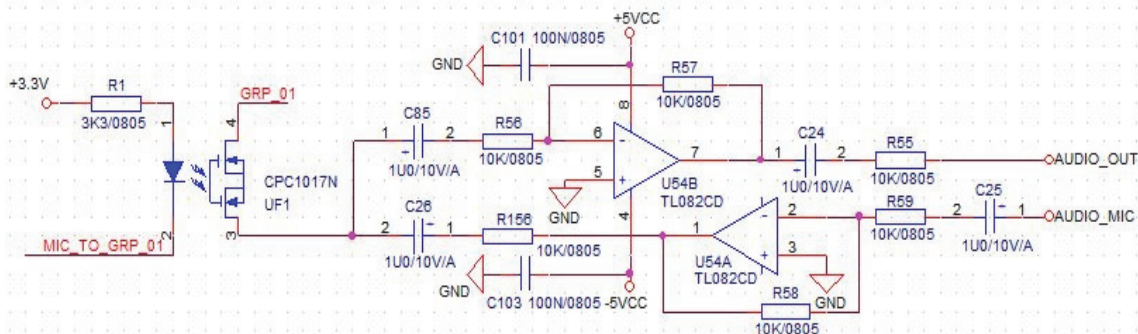 +5VCC
C101 100N/0805
GND
R57
10K/0805
+3.3V
R1
3K3/0805
GRP_01
1
4
8
C85
1
2
R56
10K/0805
1U0/10V/A
6
5
7
GND
U54B
TL082CD
C24
1
2
1U0/10V/A
R55
10K/0805
AUDIO_OUT
CPC1017N
UF1
2
3
MIC_TO_GRP_01
C26
2
1
1U0/10V/A
R156
10K/0805
4
1
2
3
U54A
TL082CD
R59
10K/0805
C25
2
1
1U0/10V/A
AUDIO_MIC
GND
C103 100N/0805
-5VCC
R58
10K/0805
GND